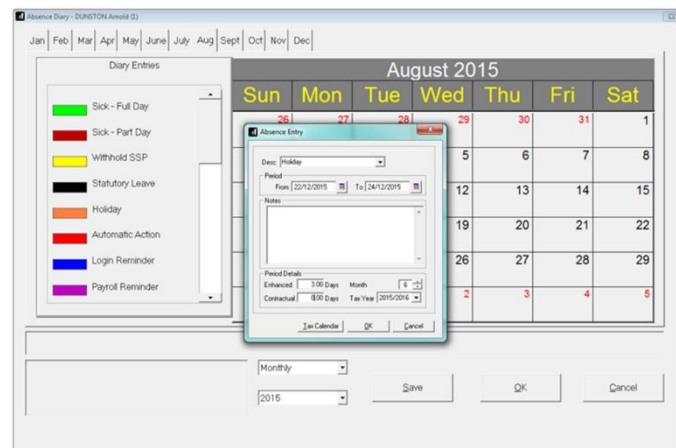 Absence Diary - DUNSTON Arnold (1)
Jan Feb Mar Apr May June July Aug Sept Oct Nov Dec
Diary Entries
Sick - Full Day
Sick - Part Day
Withhold SSP
Statutory Leave
Holiday
Automatic Action
Login Reminder
Payroll Reminder
August 2015
Sun Mon Tue Wed Thu Fri Sat
26 27 28 29 30 31 1
5 6 7 8
12 13 14 15
19 20 21 22
26 27 28 29
2 3 4 5
Absence Entry
Desc Holiday
Period
From 22/12/2015 To 24/12/2015
Notes
Period Details
Enhanced 3.00 Days Month 6
Contractual 0.00 Days Tax Year 2015/2016
Tax Calendar OK Cancel
Monthly
2015
Save OK Cancel